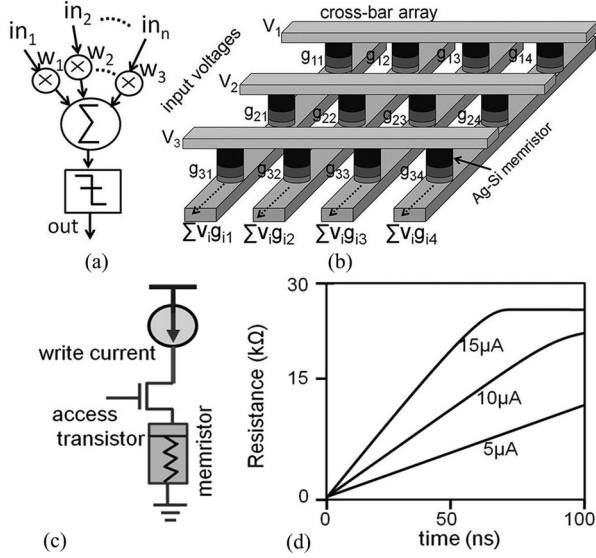 in₁ in₂ ...... inₙ
w₁ w₂ ..... w₃
Σ
out
(a)
cross-bar array
input voltages
V₁
g₁₁ g₁₂ g₁₃ g₁₄
V₂
g₂₁ g₂₂ g₂₃ g₂₄
V₃
g₃₁ g₃₂ g₃₃ g₃₄
Ag-Si memristor
∑vᵢgᵢ₁ ∑vᵢgᵢ₂ ∑vᵢgᵢ₃ ∑vᵢgᵢ₄
(b)
write current
access
transistor
memristor
(c)
Resistance (kΩ)
30
15
0
15µA
10µA
5µA
0 50 100
time (ns)
(d)